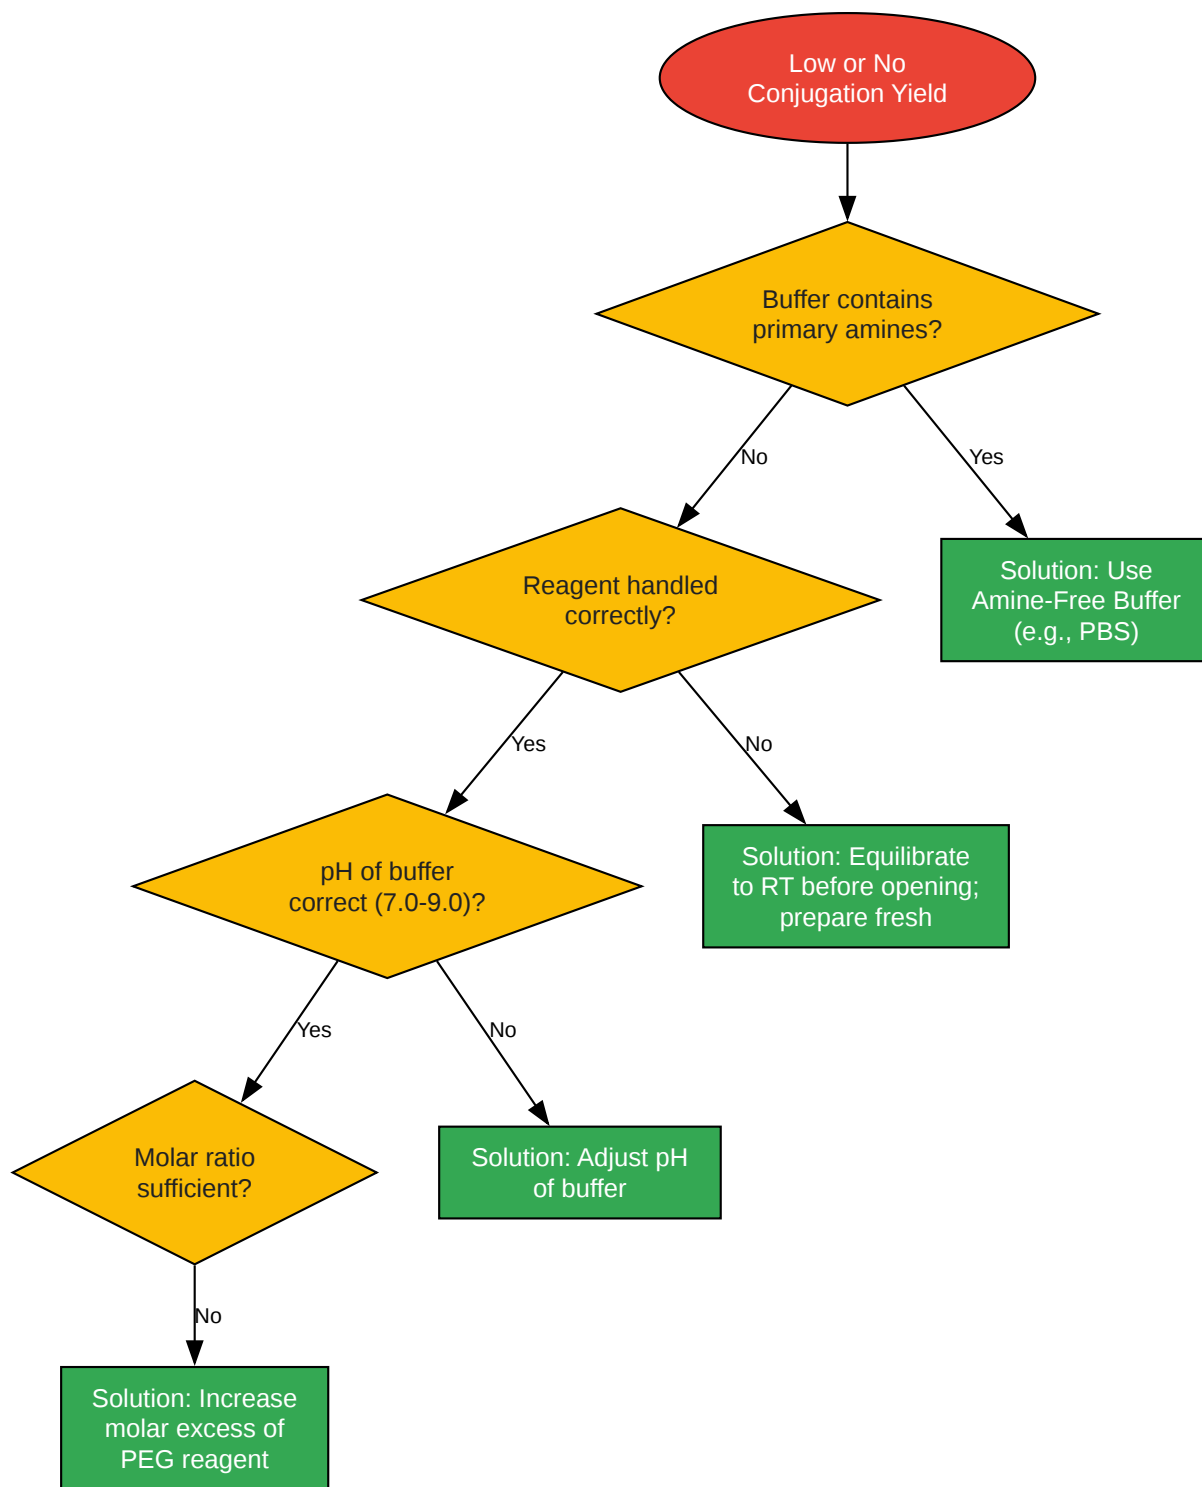 Low or No
Conjugation Yield
Buffer contains
primary amines?
No
Yes
Reagent handled
correctly?
Solution: Use
Amine-Free Buffer
(e.g., PBS)
Yes
No
pH of buffer
correct (7.0-9.0)?
Solution: Equilibrate
to RT before opening;
prepare fresh
Yes
No
Molar ratio
sufficient?
Solution: Adjust pH
of buffer
No
Solution: Increase
molar excess of
PEG reagent